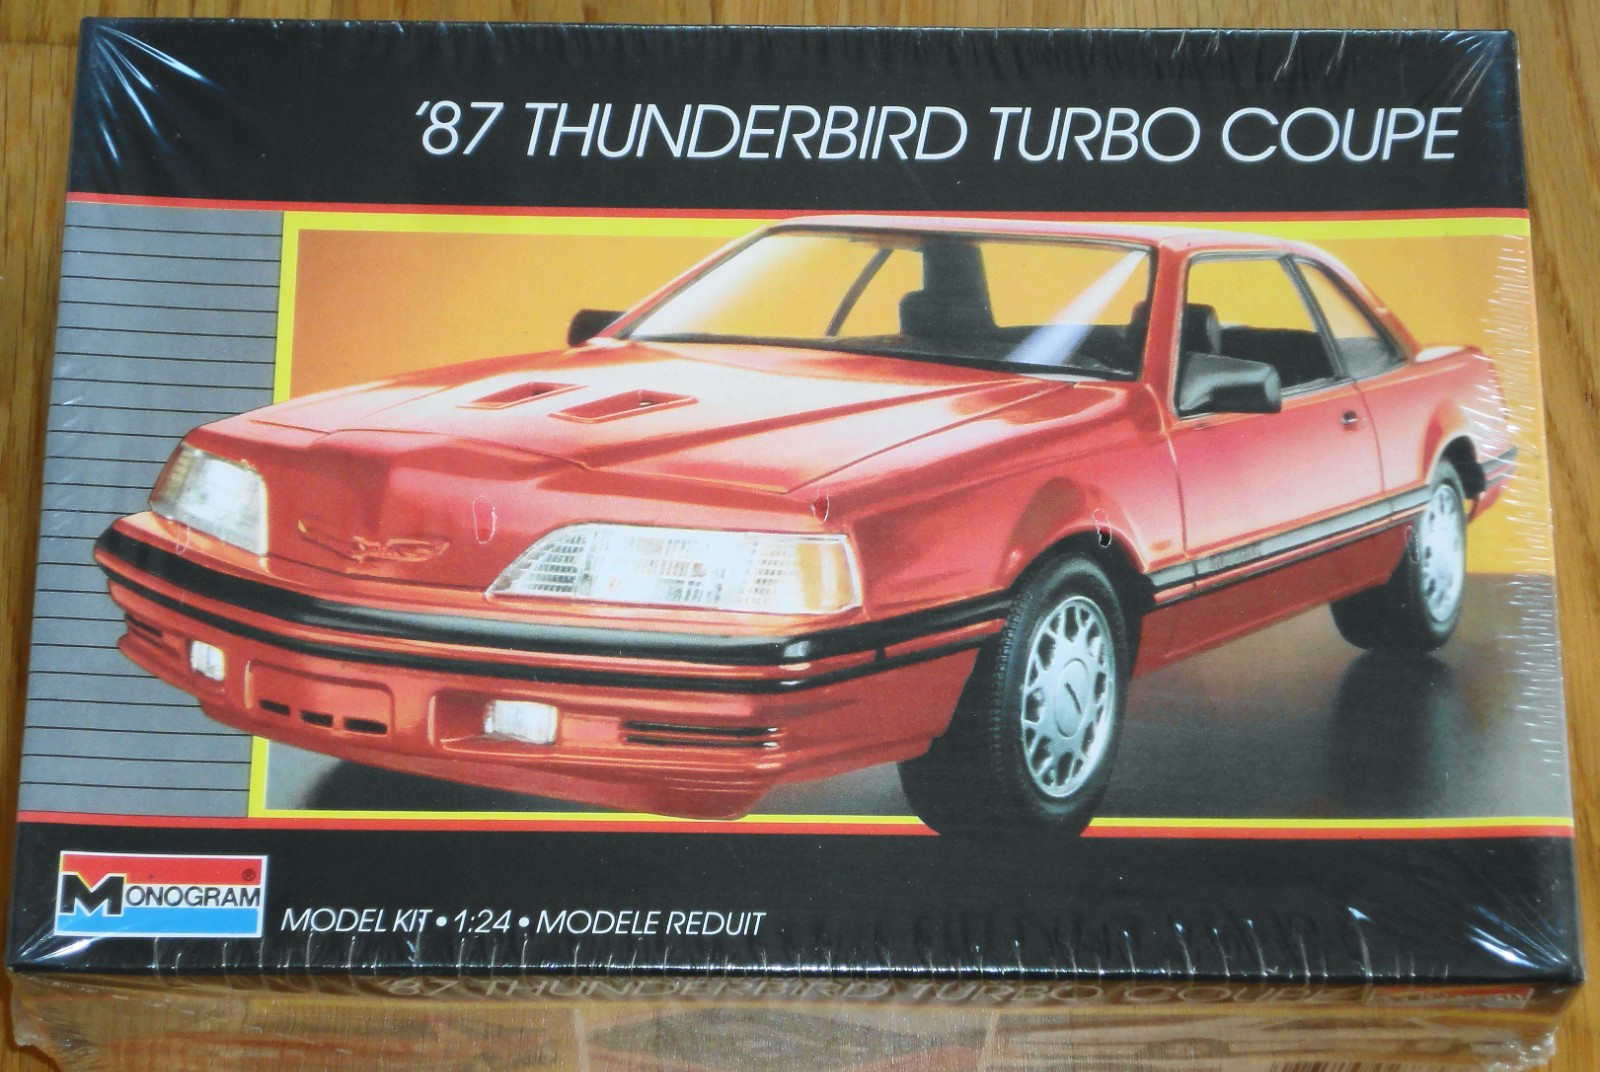 '87 THUNDERBIRD TURBO COUPE
MONOGRAM®
MODEL KIT • 1:24 • MODELE REDUIT
'87 THUNDERBIRD TURBO COUPE